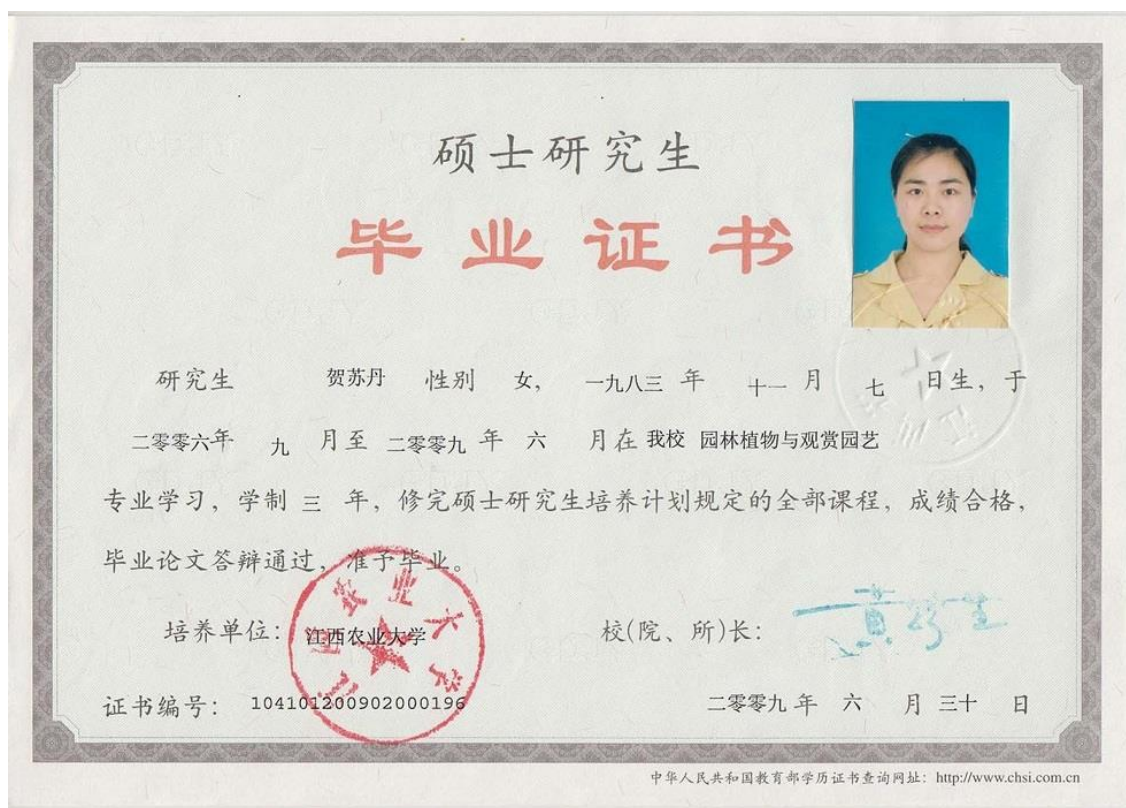 硕士研究生
毕业证书
研究生 贺苏丹 性别 女, 一九八三 年 十一 月 七 日生, 于
二零零六年 九 月至 二零零九 年 六 月在 我校 园林植物与观赏园艺
专业学习, 学制 三 年, 修完硕士研究生培养计划规定的全部课程, 成绩合格,
毕业论文答辩通过, 准予毕业。
江西农业大学
培养单位: 江西农业大学 校(院、所)长:
证书编号: 104101200902000196 二零零九 年 六 月 三十 日
中华人民共和国教育部学历证书查询网址: http://www.chsi.com.cn